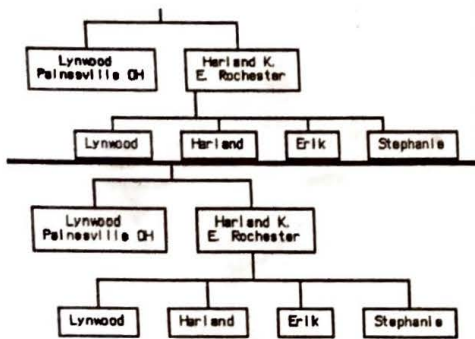 Lynwood
Painesville OH
Harland K.
E. Rochester
Lynwood
Harland
Erik
Stephanie
Lynwood
Painesville OH
Harland K.
E. Rochester
Lynwood
Harland
Erik
Stephanie